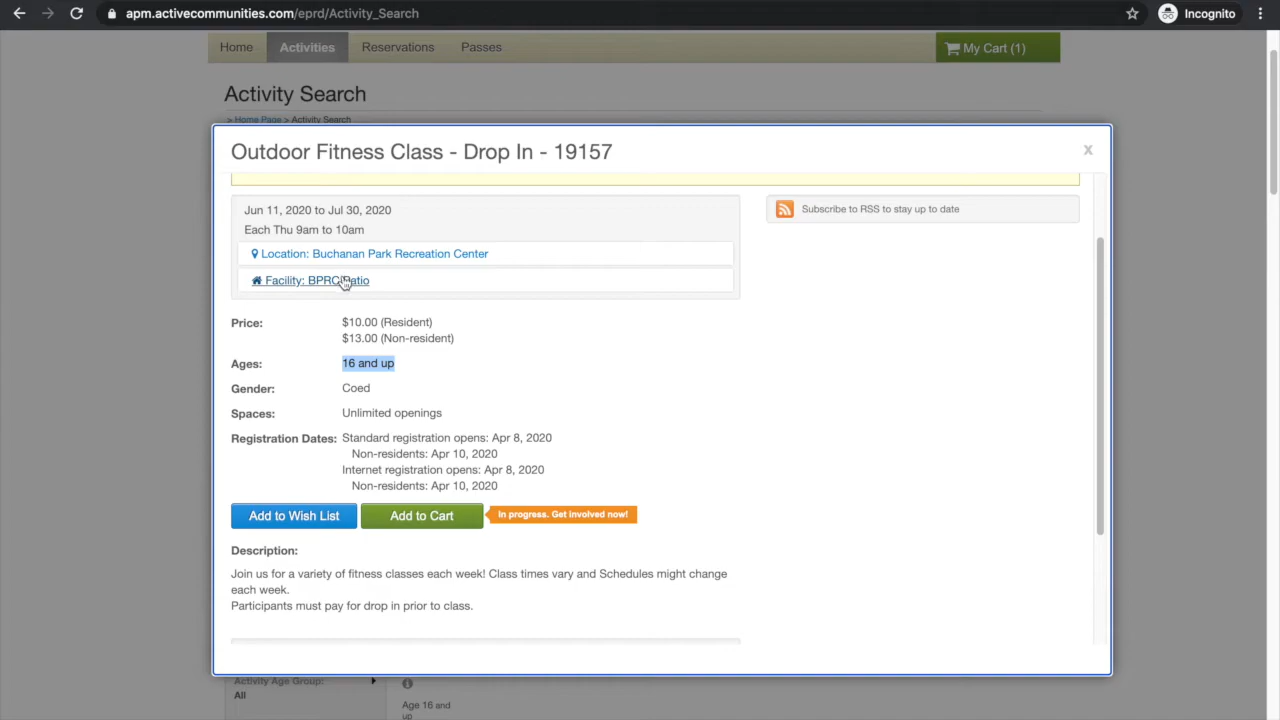 apm.activecommunities.com/eprd/Activity_Search
Incognito
Home Activities Reservations Passes My Cart (1)
Activity Search
> Home Page > Activity Search
Outdoor Fitness Class - Drop In - 19157
x
Jun 11, 2020 to Jul 30, 2020
Subscribe to RSS to stay up to date
Each Thu 9am to 10am
Location: Buchanan Park Recreation Center
Facility: BPRC Patio
Price: $10.00 (Resident)
$13.00 (Non-resident)
Ages: 16 and up
Gender: Coed
Spaces: Unlimited openings
Registration Dates: Standard registration opens: Apr 8, 2020
Non-residents: Apr 10, 2020
Internet registration opens: Apr 8, 2020
Non-residents: Apr 10, 2020
Add to Wish List Add to Cart In progress. Get involved now!
Description:
Join us for a variety of fitness classes each week! Class times vary and Schedules might change
each week.
Participants must pay for drop in prior to class.
Activity Age Group:
All
Age 16 and
up